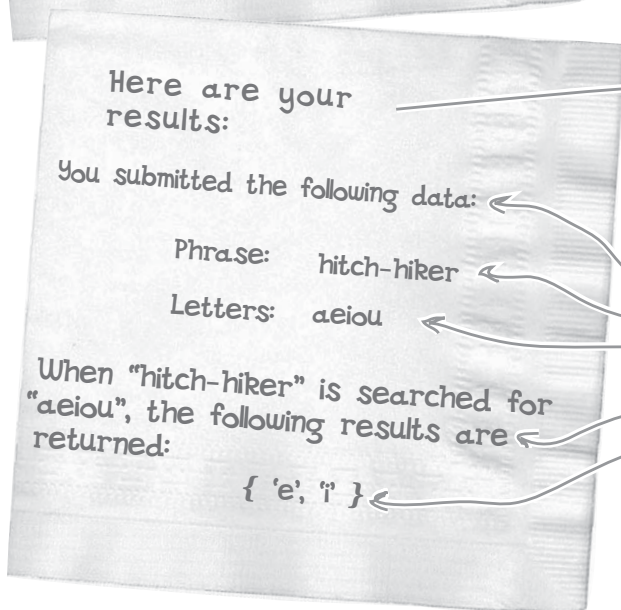 Here are your
results:
You submitted the following data:
Phrase: hitch-hiker
Letters: aeiou
When “hitch-hiker” is searched for
“aeiou”, the following results are
returned:
{ ‘e’, ‘i’ }